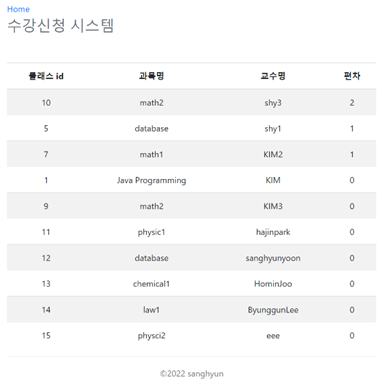 Home
수강신청 시스템
클래스 id 과목명 교수명 편차
10 math2 shy3 2
5 database shy1 1
7 math1 KIM2 1
1 Java Programming KIM 0
9 math2 KIM3 0
11 physic1 hajinpark 0
12 database sanghyunyoon 0
13 chemical1 HominJoo 0
14 law1 ByunggunLee 0
15 physci2 eee 0
©2022 sanghyun